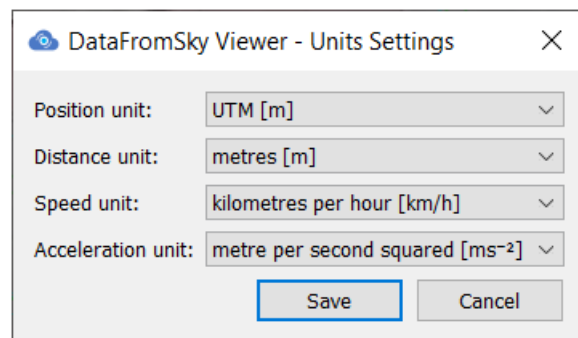 DataFromSky Viewer - Units Settings
Position unit: UTM [m]
Distance unit: metres [m]
Speed unit: kilometres per hour [km/h]
Acceleration unit: metre per second squared [ms⁻²]
Save Cancel